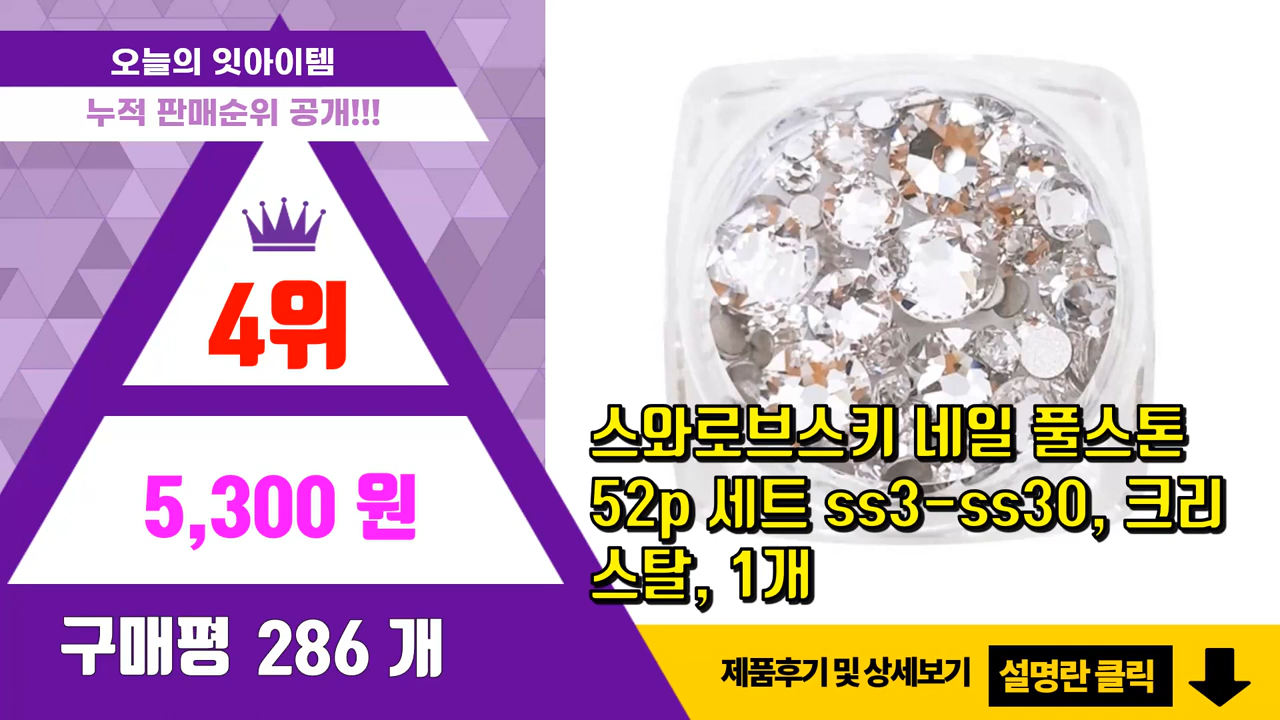 오늘의 잇아이템
누적 판매순위 공개!!!
4위
5,300 원
구매평 286 개
스와로브스키 네일 풀스톤
52p 세트 ss3-ss30, 크리
스탈, 1개
제품후기 및 상세보기 설명란 클릭